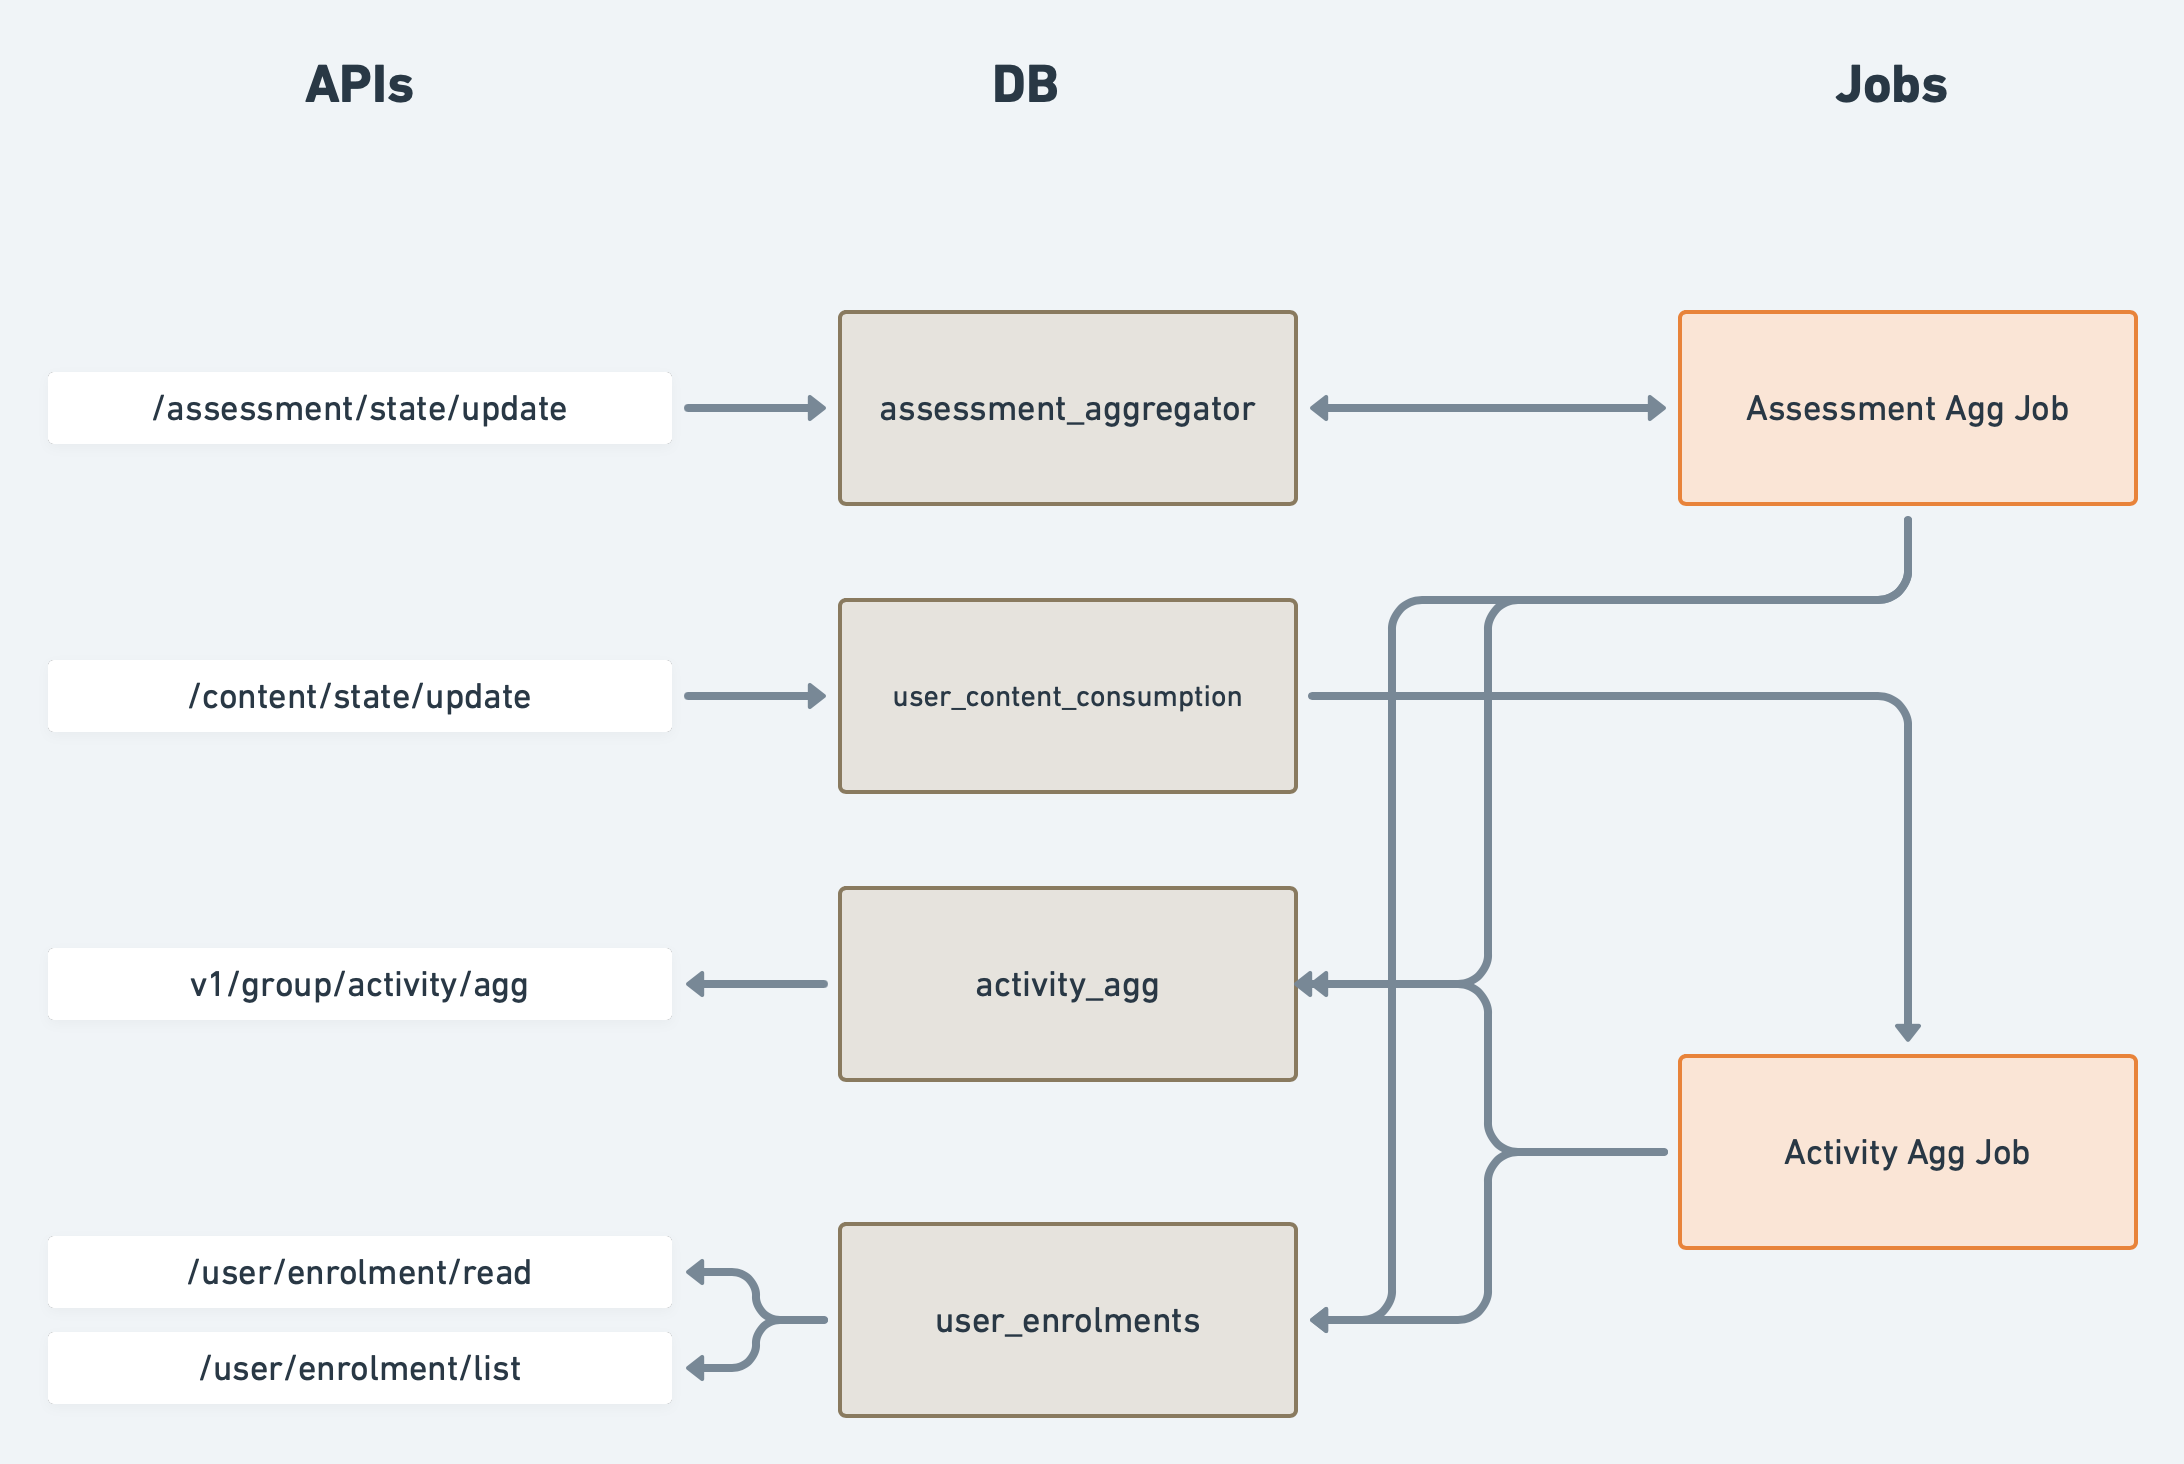 APIs
DB
Jobs
/assessment/state/update
assessment_aggregator
Assessment Agg Job
/content/state/update
user_content_consumption
v1/group/activity/agg
activity_agg
Activity Agg Job
/user/enrolment/read
user_enrolments
/user/enrolment/list